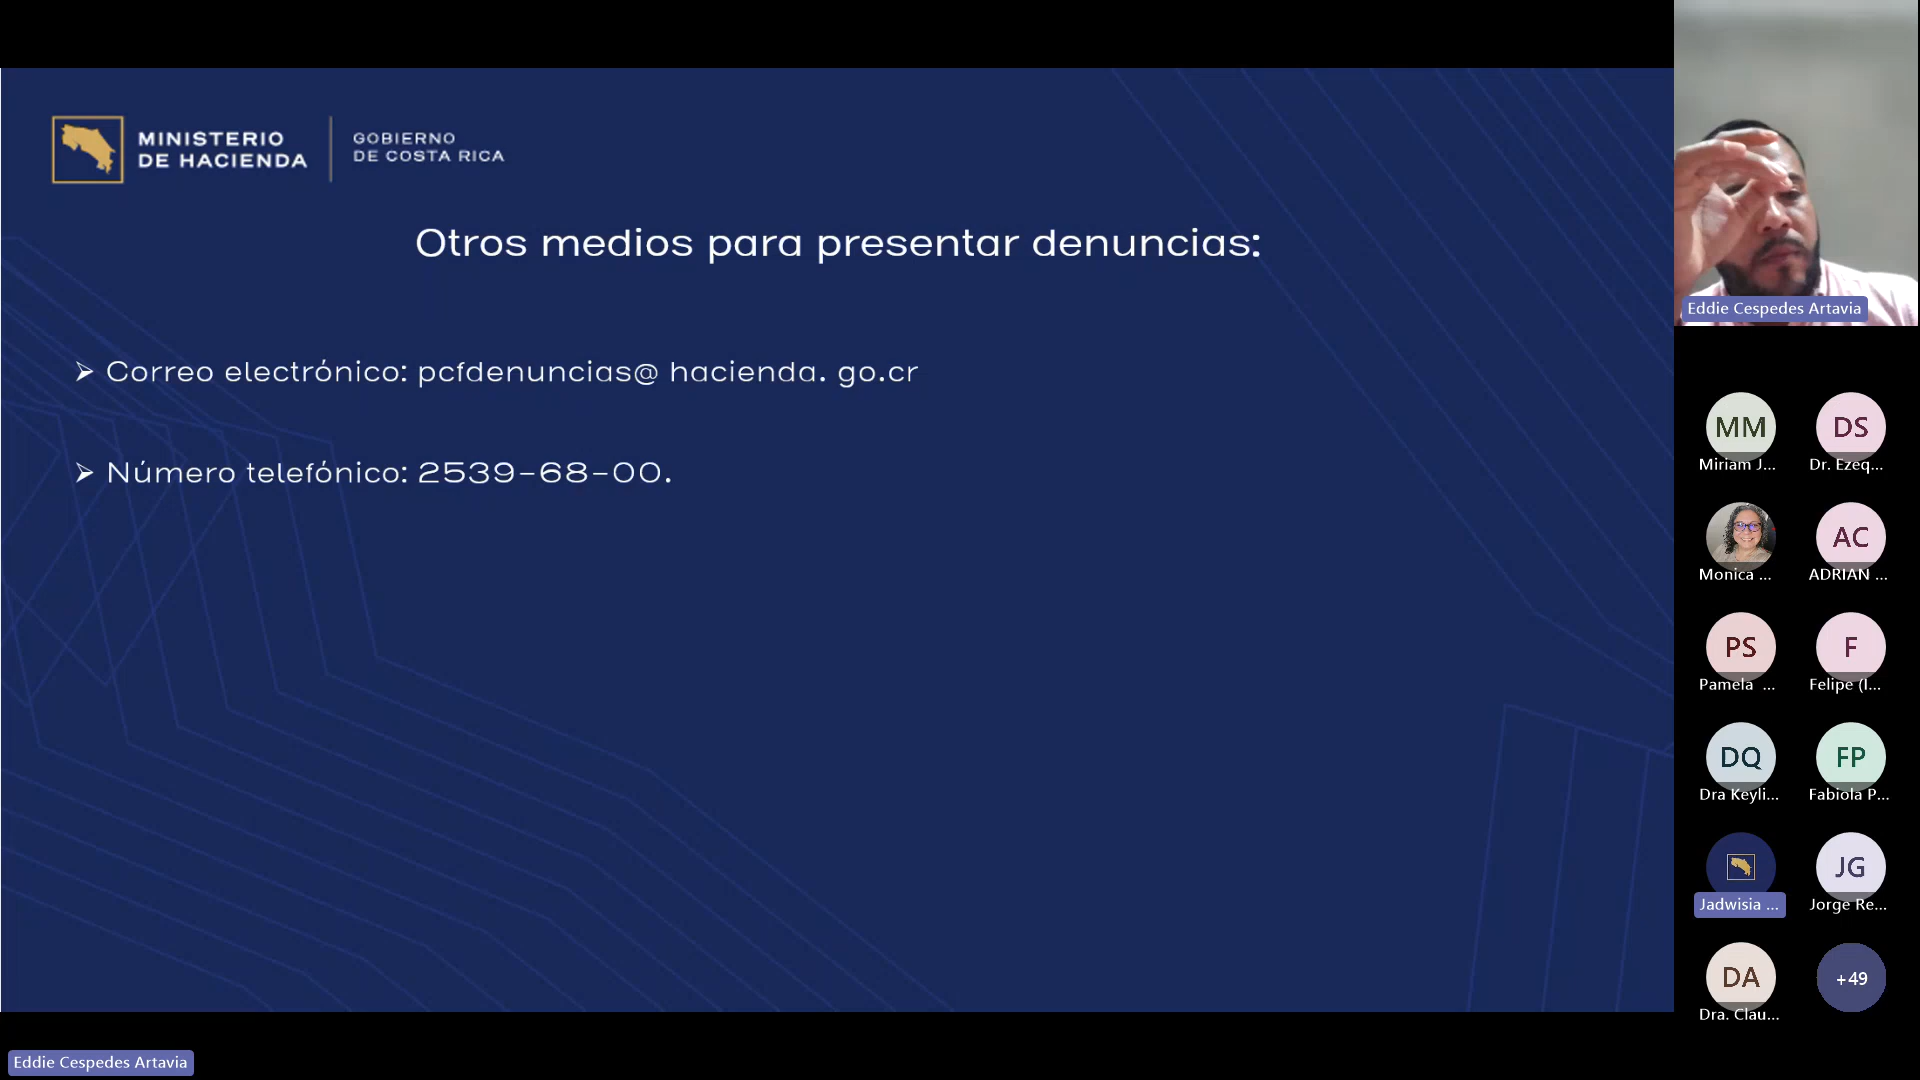 MINISTERIO
DE HACIENDA
GOBIERNO
DE COSTA RICA
Otros medios para presentar denuncias:
➢ Correo electrónico: pcfdenuncias@ hacienda. go.cr
➢ Número telefónico: 2539-68-00.
Eddie Cespedes Artavia
MM
DS
Miriam J...
Dr. Ezeq...
AC
Monica ...
ADRIAN ...
PS
F
Pamela ...
Felipe (I...
DQ
FP
Dra Keyli...
Fabiola P...
JG
Jadwisia ...
Jorge Re...
DA
+49
Dra. Clau...
Eddie Cespedes Artavia